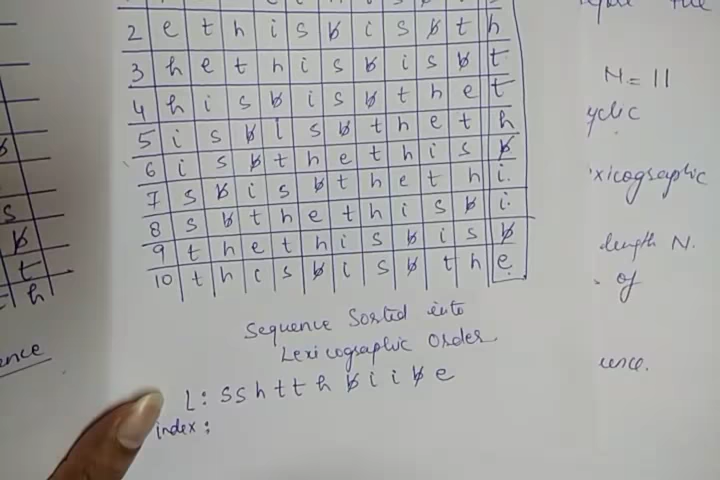 2 e t h i s ƀ i s ƀ t h
3 h e t h i s ƀ i s ƀ t
4 h i s ƀ i s ƀ t h e t
5 i s ƀ i s ƀ t h e t h
6 i s ƀ t h e t h i s ƀ
7 s ƀ i s ƀ t h e t h i
8 s ƀ t h e t h i s ƀ i
9 t h e t h i s ƀ i s ƀ
10 t h i s ƀ i s ƀ t h e
Sequence Sorted into
Lexicographic Order
L: s s h t t h ƀ i i ƀ e
index:
the
N = 11
yclic
xicographic
length N.
of
ence.
s
ƀ
t
h
ence